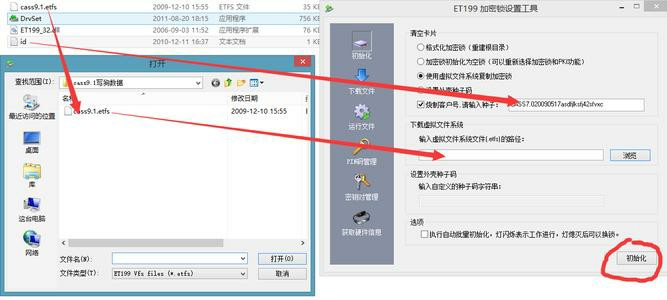 cass9.1.etfs 2009-12-10 15:55 ETFS 文件 35 KB
DrvSet 2011-08-20 18:15 应用程序 756 KB
ET199_32.dll 2006-09-03 11:52 应用程序扩展 76 KB
id 2010-12-11 16:37 文本文档 1 KB
打开
查找范围(I): cass9.1写狗数据
名称 修改日期
cass9.1.etfs 2009-12-10 15:55
最近访问的位置
桌面
库
这台电脑
网络
文件名(N): 打开(O)
文件类型(T): ET199 Vfs files (*.etfs) 取消
ET199 加密锁设置工具
初始化
下载文件
运行文件
PIN码管理
密钥对管理
获取硬件信息
清空卡片
格式化加密锁（重建根目录）
加密锁初始化为空锁（可以重新选择加密锁和PKI功能）
使用虚拟文件系统复制加密锁
设置外壳种子码
烧制客户号.请输入种子:
下载虚拟文件系统
输入虚拟文件系统文件(.etfs)的路径:
浏览
设置外壳种子码
输入自定义的种子码字符串:
选项
执行自动批量初始化，灯闪烁表示工作进行，灯熄灭后可以换锁。
初始化